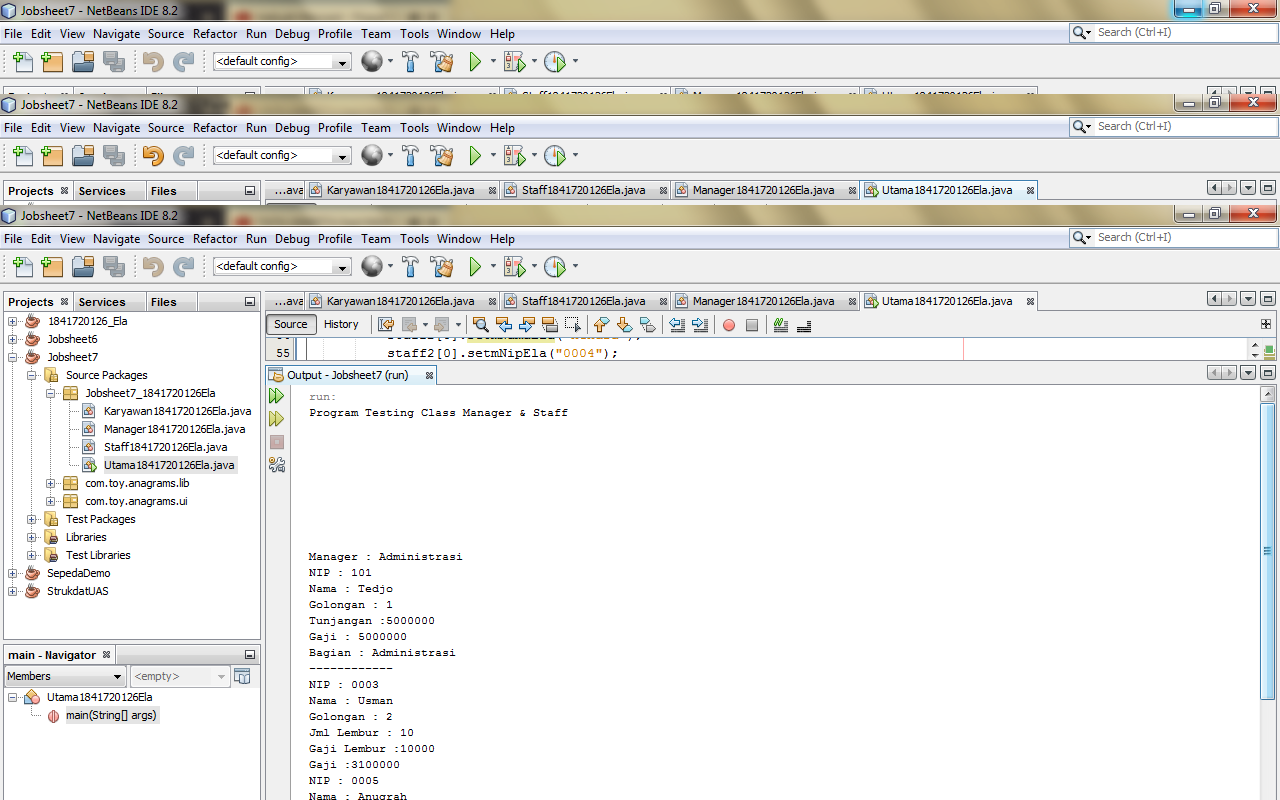 Jobsheet7 - NetBeans IDE 8.2
File Edit View Navigate Source Refactor Run Debug Profile Team Tools Window Help
Search (Ctrl+I)
<default config>
Jobsheet7 - NetBeans IDE 8.2
File Edit View Navigate Source Refactor Run Debug Profile Team Tools Window Help
Search (Ctrl+I)
<default config>
Projects Services Files
...ava Karyawan1841720126Ela.java Staff1841720126Ela.java Manager1841720126Ela.java Utama1841720126Ela.java
Jobsheet7 - NetBeans IDE 8.2
File Edit View Navigate Source Refactor Run Debug Profile Team Tools Window Help
Search (Ctrl+I)
<default config>
Projects Services Files
...ava Karyawan1841720126Ela.java Staff1841720126Ela.java Manager1841720126Ela.java Utama1841720126Ela.java
1841720126_Ela
Jobsheet6
Jobsheet7
Source Packages
Jobsheet7_1841720126Ela
Karyawan1841720126Ela.java
Manager1841720126Ela.java
Staff1841720126Ela.java
Utama1841720126Ela.java
com.toy.anagrams.lib
com.toy.anagrams.ui
Test Packages
Libraries
Test Libraries
SepedaDemo
StrukdatUAS
main - Navigator
Members <empty>
Utama1841720126Ela
main(String[] args)
Source History
55 staff2[0].setmNipEla("0004");
Output - Jobsheet7 (run)
run:
Program Testing Class Manager & Staff
Manager : Administrasi
NIP : 101
Nama : Tedjo
Golongan : 1
Tunjangan :5000000
Gaji : 5000000
Bagian : Administrasi
------------
NIP : 0003
Nama : Usman
Golongan : 2
Jml Lembur : 10
Gaji Lembur :10000
Gaji :3100000
NIP : 0005
Nama : Anugrah